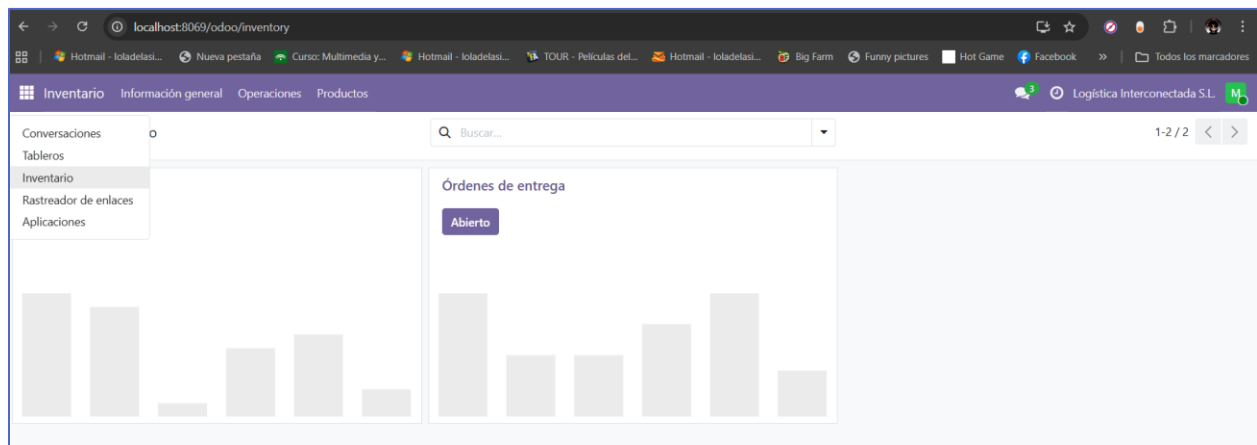 localhost:8069/odoo/inventory
Hotmail - loladelasi... Nueva pestaña Curso: Multimedia y... Hotmail - loladelasi... TOUR - Películas del... Hotmail - loladelasi... Big Farm Funny pictures Hot Game Facebook » Todos los marcadores
Inventario Información general Operaciones Productos 3 Logística Interconectada S.L. M
Conversaciones o Buscar... 1-2 / 2
Tableros
Inventario
Rastreador de enlaces
Aplicaciones
Órdenes de entrega
Abierto